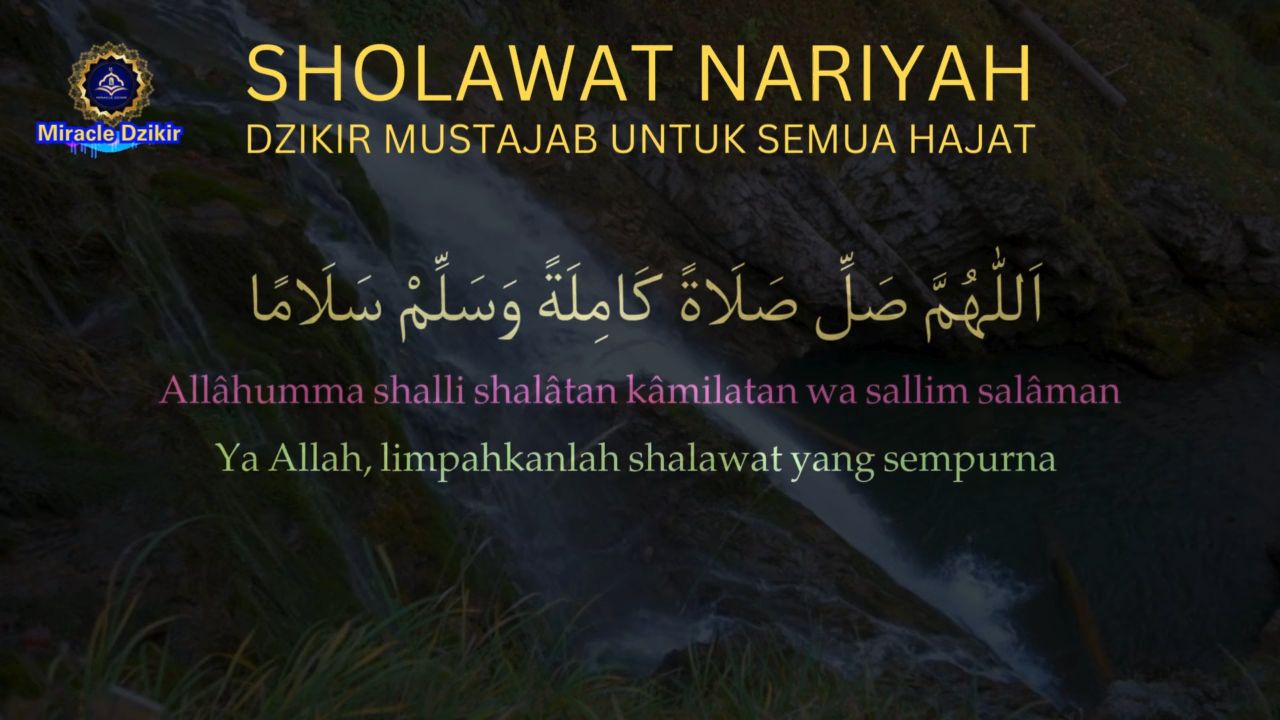 SHOLAWAT NARIYAH
DZIKIR MUSTAJAB UNTUK SEMUA HAJAT
Miracle Dzikir
اَللّٰهُمَّ صَلِّ صَلَاةً كَامِلَةً وَسَلِّمْ سَلَامًا
Allâhumma shalli shalâtan kâmilatan wa sallim salâman
Ya Allah, limpahkanlah shalawat yang sempurna